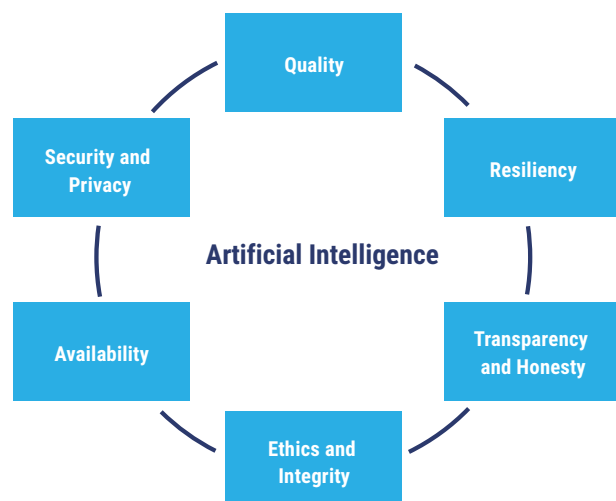 Quality
Security and
Privacy
Resiliency
Artificial Intelligence
Availability
Transparency
and Honesty
Ethics and
Integrity